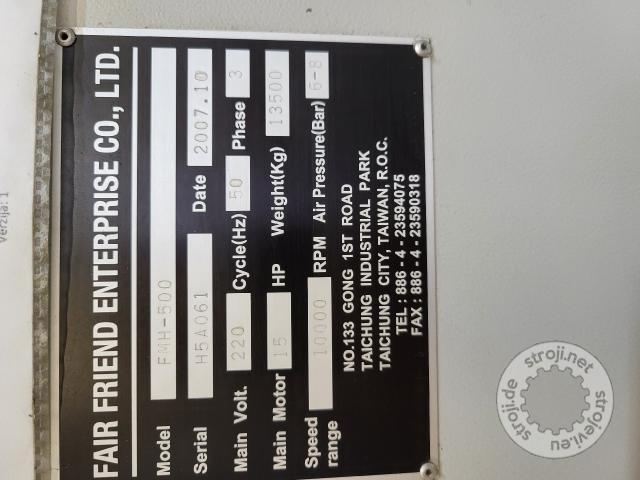 FAIR FRIEND ENTERPRISE CO., LTD.
Model FMH-500
Serial H5A061 Date 2007.10
Main Volt. 220 Cycle(Hz) 50 Phase 3
Main Motor 15 HP Weight(Kg) 13500
Speed range 10000 RPM Air Pressure(Bar) 6-8
NO.133 GONG 1ST ROAD
TAICHUNG INDUSTRIAL PARK
TAICHUNG CITY, TAIWAN, R.O.C.
TEL : 886 - 4 - 23594075
FAX : 886 - 4 - 23590318
Verzija: 1
stroji.de
stroji.net
strojevi.eu